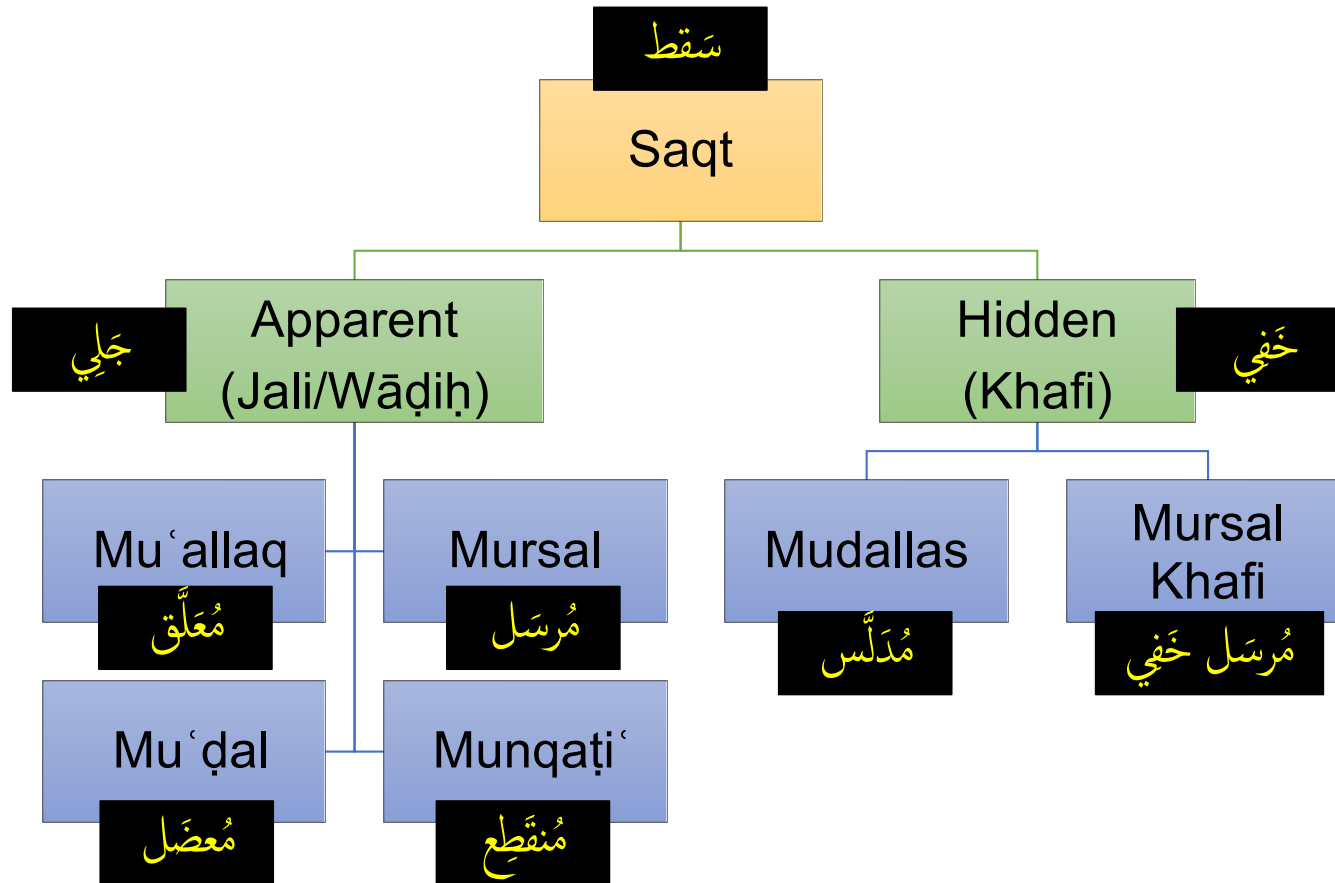 سَقط
Saqt
Apparent
(Jali/Wāḍiḥ)
جَلِي
Hidden
(Khafi)
خَفِي
Muʿallaq
مُعَلَّق
Mursal
مُرسَل
Mudallas
مُدَلَّس
Mursal
Khafi
مُرسَل خَفِي
Muʿḍal
مُعضَل
Munqaṭiʿ
مُنقَطِع